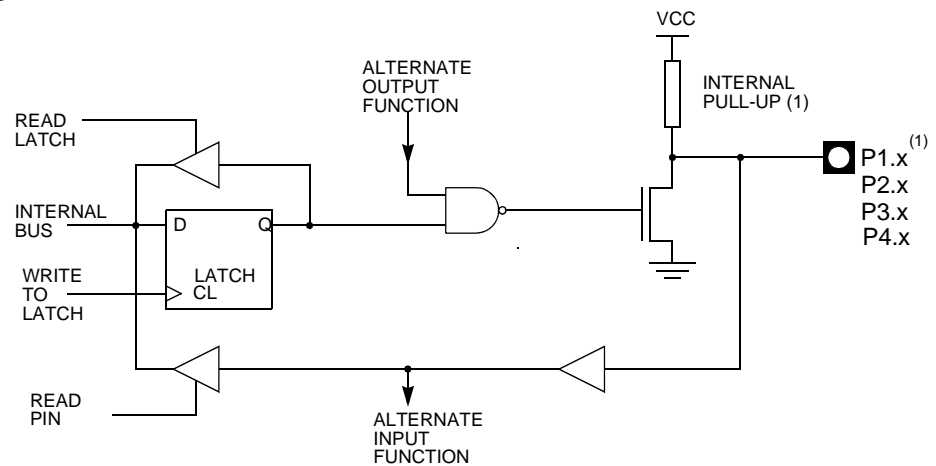 VCC
ALTERNATE
OUTPUT
FUNCTION
INTERNAL
PULL-UP (1)
READ
LATCH
P1.x(1)
P2.x
P3.x
P4.x
INTERNAL
BUS
D
Q
LATCH
CL
WRITE
TO
LATCH
READ
PIN
ALTERNATE
INPUT
FUNCTION